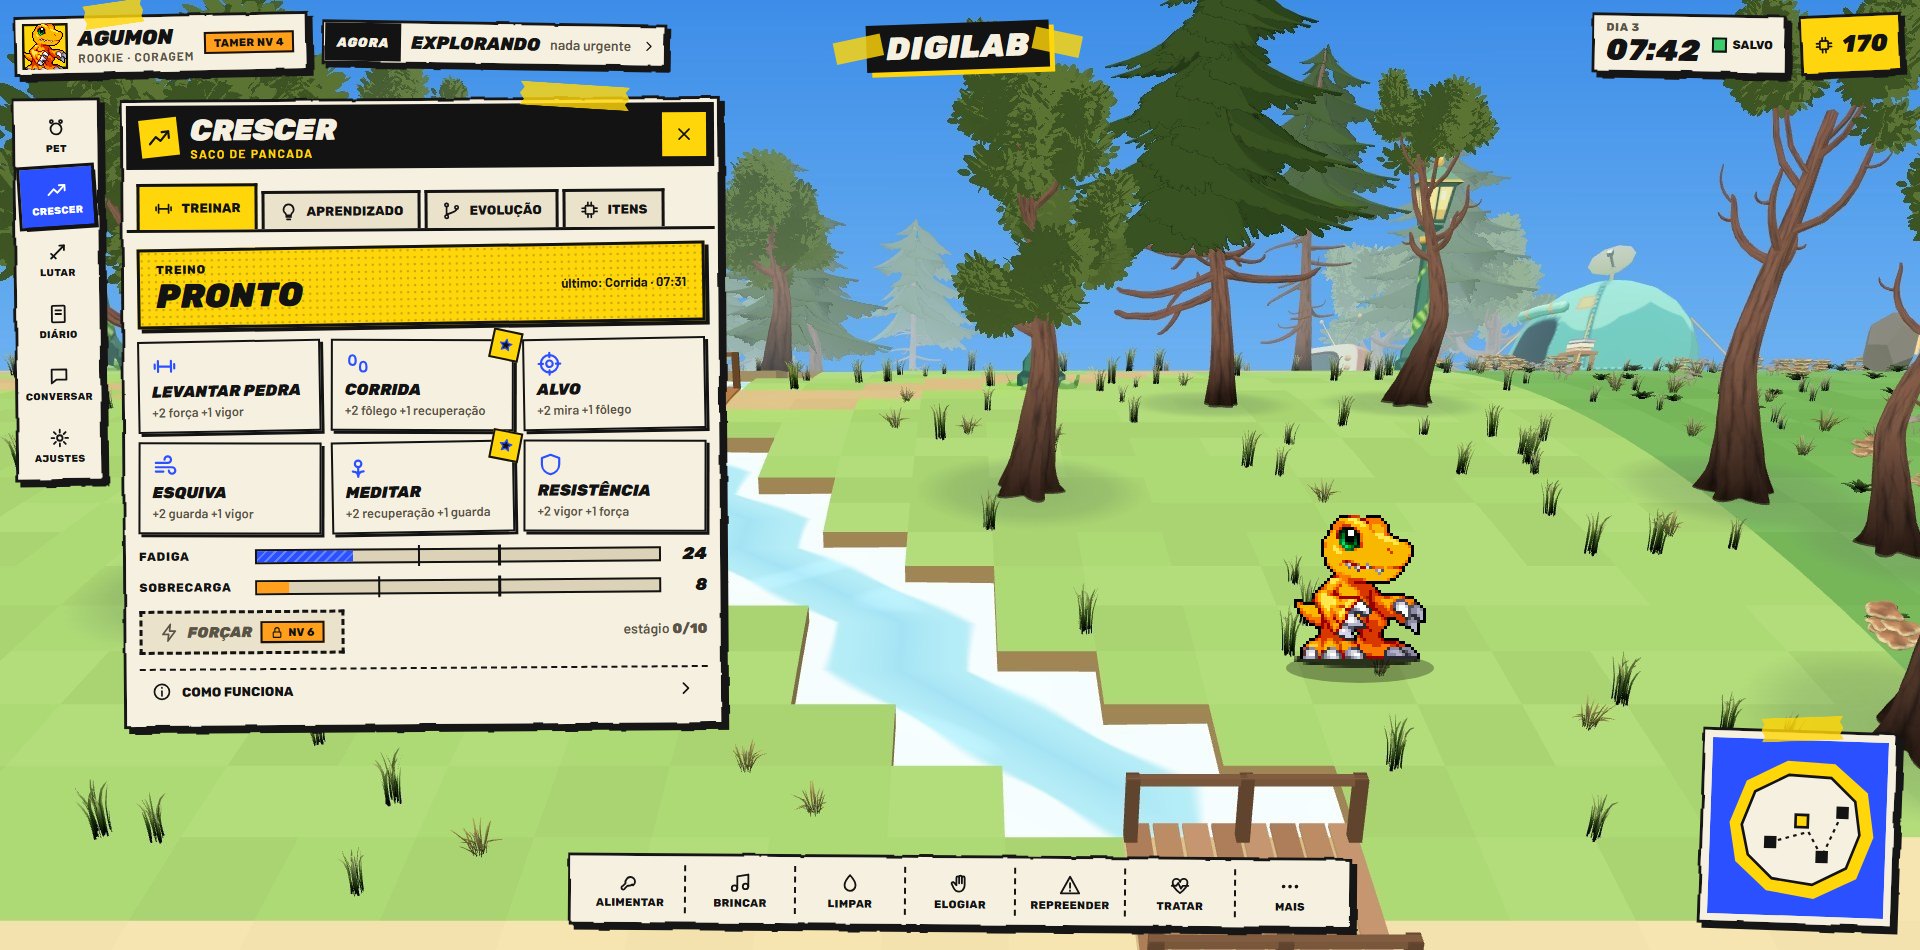 AGUMON
ROOKIE · CORAGEM
TAMER NV 4
AGORA
EXPLORANDO
nada urgente
DIGILAB
DIA 3
07:42
SALVO
170
PET
CRESCER
LUTAR
DIÁRIO
CONVERSAR
AJUSTES
CRESCER
SACO DE PANCADA
TREINAR
APRENDIZADO
EVOLUÇÃO
ITENS
TREINO
PRONTO
último: Corrida · 07:31
LEVANTAR PEDRA
+2 força +1 vigor
CORRIDA
+2 fôlego +1 recuperação
ALVO
+2 mira +1 fôlego
ESQUIVA
+2 guarda +1 vigor
MEDITAR
+2 recuperação +1 guarda
RESISTÊNCIA
+2 vigor +1 força
FADIGA
24
SOBRECARGA
8
FORÇAR
NV 6
estágio 0/10
COMO FUNCIONA
ALIMENTAR
BRINCAR
LIMPAR
ELOGIAR
REPREENDER
TRATAR
MAIS